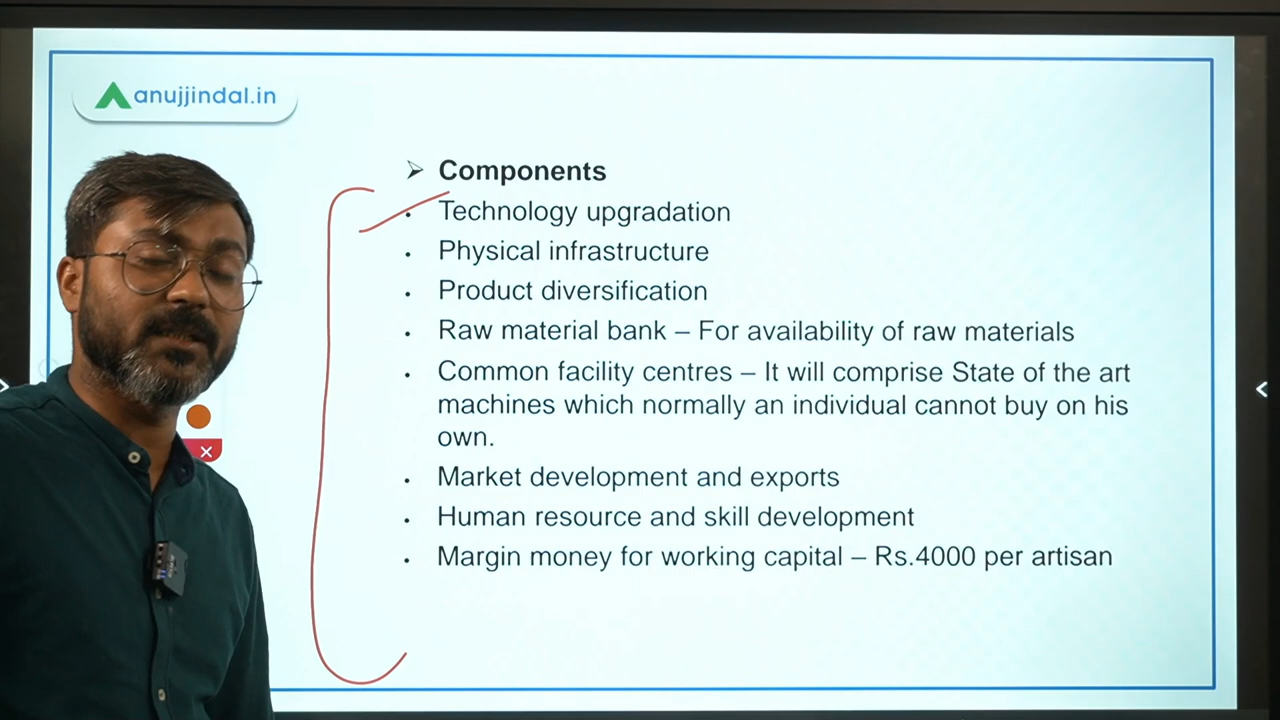 anujjindal.in
➢ Components
• Technology upgradation
• Physical infrastructure
• Product diversification
• Raw material bank – For availability of raw materials
• Common facility centres – It will comprise State of the art
machines which normally an individual cannot buy on his
own.
• Market development and exports
• Human resource and skill development
• Margin money for working capital – Rs.4000 per artisan